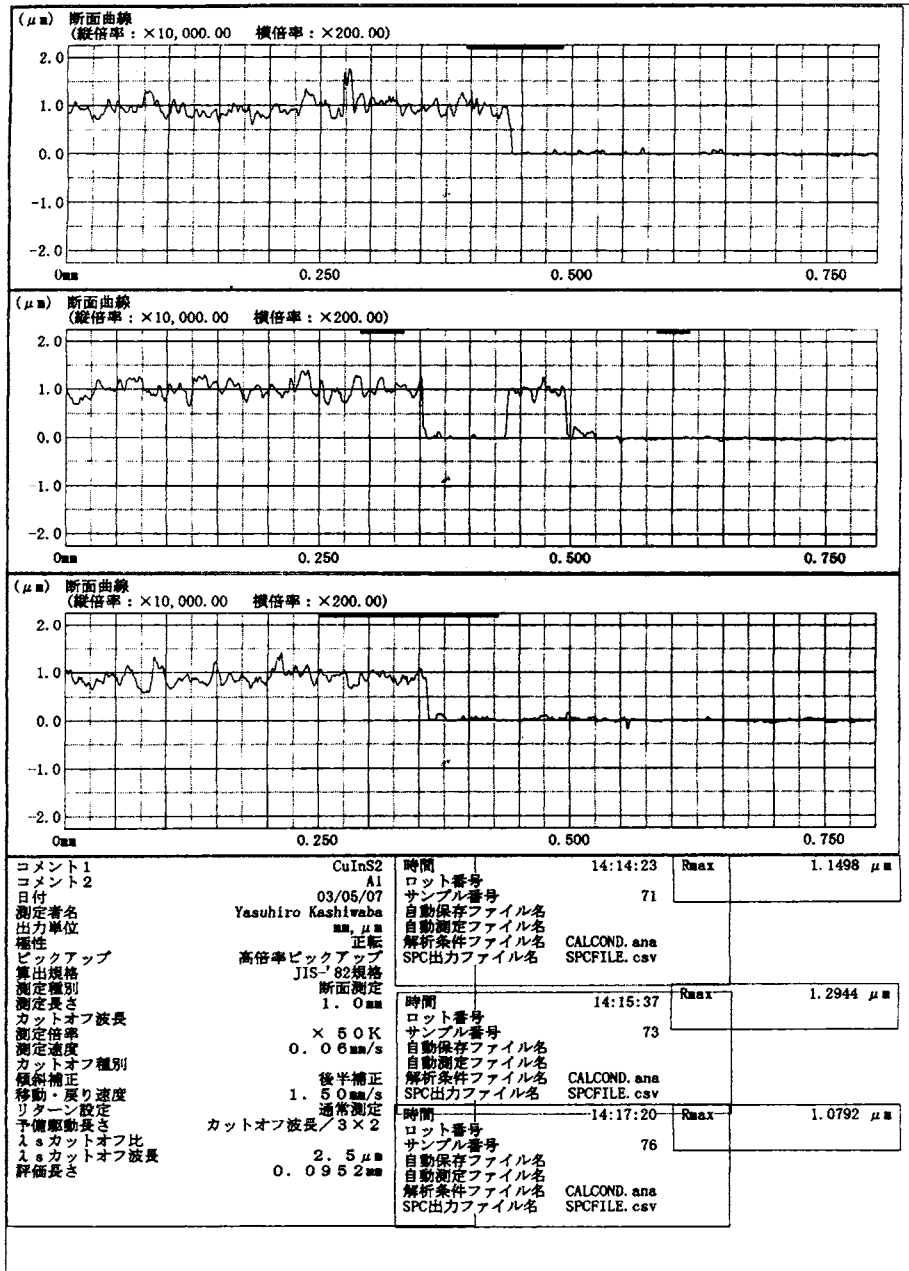 (μm) 断面曲線
(縦倍率：×10,000.00 横倍率：×200.00)
2.0
1.0
0.0
-1.0
-2.0
0mm 0.250 0.500 0.750
(μm) 断面曲線
(縦倍率：×10,000.00 横倍率：×200.00)
2.0
1.0
0.0
-1.0
-2.0
0mm 0.250 0.500 0.750
(μm) 断面曲線
(縦倍率：×10,000.00 横倍率：×200.00)
2.0
1.0
0.0
-1.0
-2.0
0mm 0.250 0.500 0.750
コメント1 CuInS2
コメント2 A1
日付 03/05/07
測定者名 Yasuhiro Kashiwaba
出力単位 mm, μm
極性 正転
ピックアップ 高倍率ピックアップ
算出規格 JIS-'82規格
測定種別 断面測定
測定長さ 1.0mm
カットオフ波長
測定倍率 ×50K
測定速度 0.06mm/s
カットオフ種別
傾斜補正 後半補正
移動・戻り速度 1.50mm/s
リターン設定 通常測定
予備駆動長さ カットオフ波長／3×2
λsカットオフ比
λsカットオフ波長 2.5μm
評価長さ 0.0952mm
時間 14:14:23
ロット番号
サンプル番号 71
自動保存ファイル名
自動測定ファイル名
解析条件ファイル名 CALCOND.ana
SPC出力ファイル名 SPCFILE.csv
Rmax 1.1498 μm
時間 14:15:37
ロット番号
サンプル番号 73
自動保存ファイル名
自動測定ファイル名
解析条件ファイル名 CALCOND.ana
SPC出力ファイル名 SPCFILE.csv
Rmax 1.2944 μm
時間 14:17:20
ロット番号
サンプル番号 76
自動保存ファイル名
自動測定ファイル名
解析条件ファイル名 CALCOND.ana
SPC出力ファイル名 SPCFILE.csv
Rmax 1.0792 μm